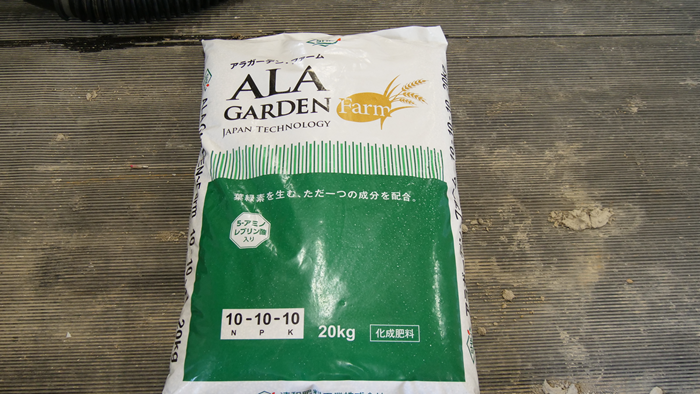 アラガーデン ファーム
ALA
GARDEN
Farm
JAPAN TECHNOLOGY
葉緑素を生む、ただ一つの成分を配合。
5-アミノ
レブリン酸
入り
10-10-10
N P K
20kg
化成肥料